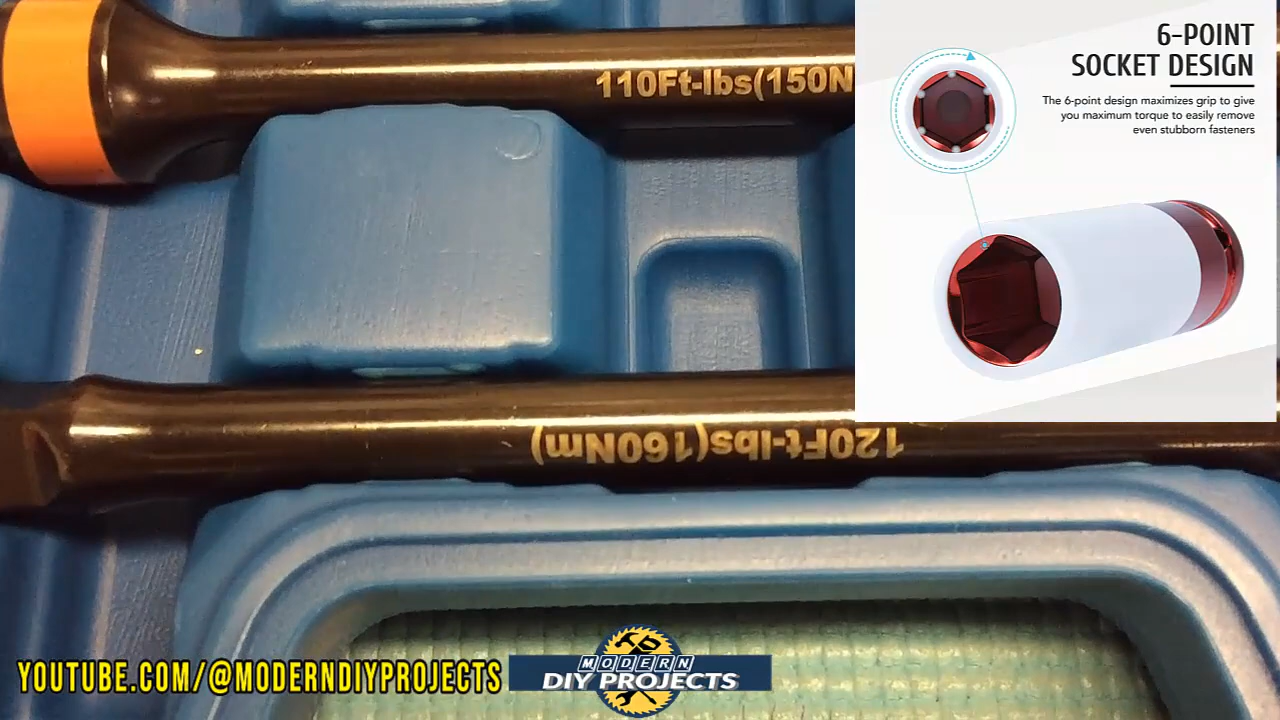 110Ft-lbs(150N
6-POINT
SOCKET DESIGN
The 6-point design maximizes grip to give
you maximum torque to easily remove
even stubborn fasteners
120Ft-lbs(160Nm)
YOUTUBE.COM/@MODERNDIYPROJECTS
MODERN
DIY PROJECTS